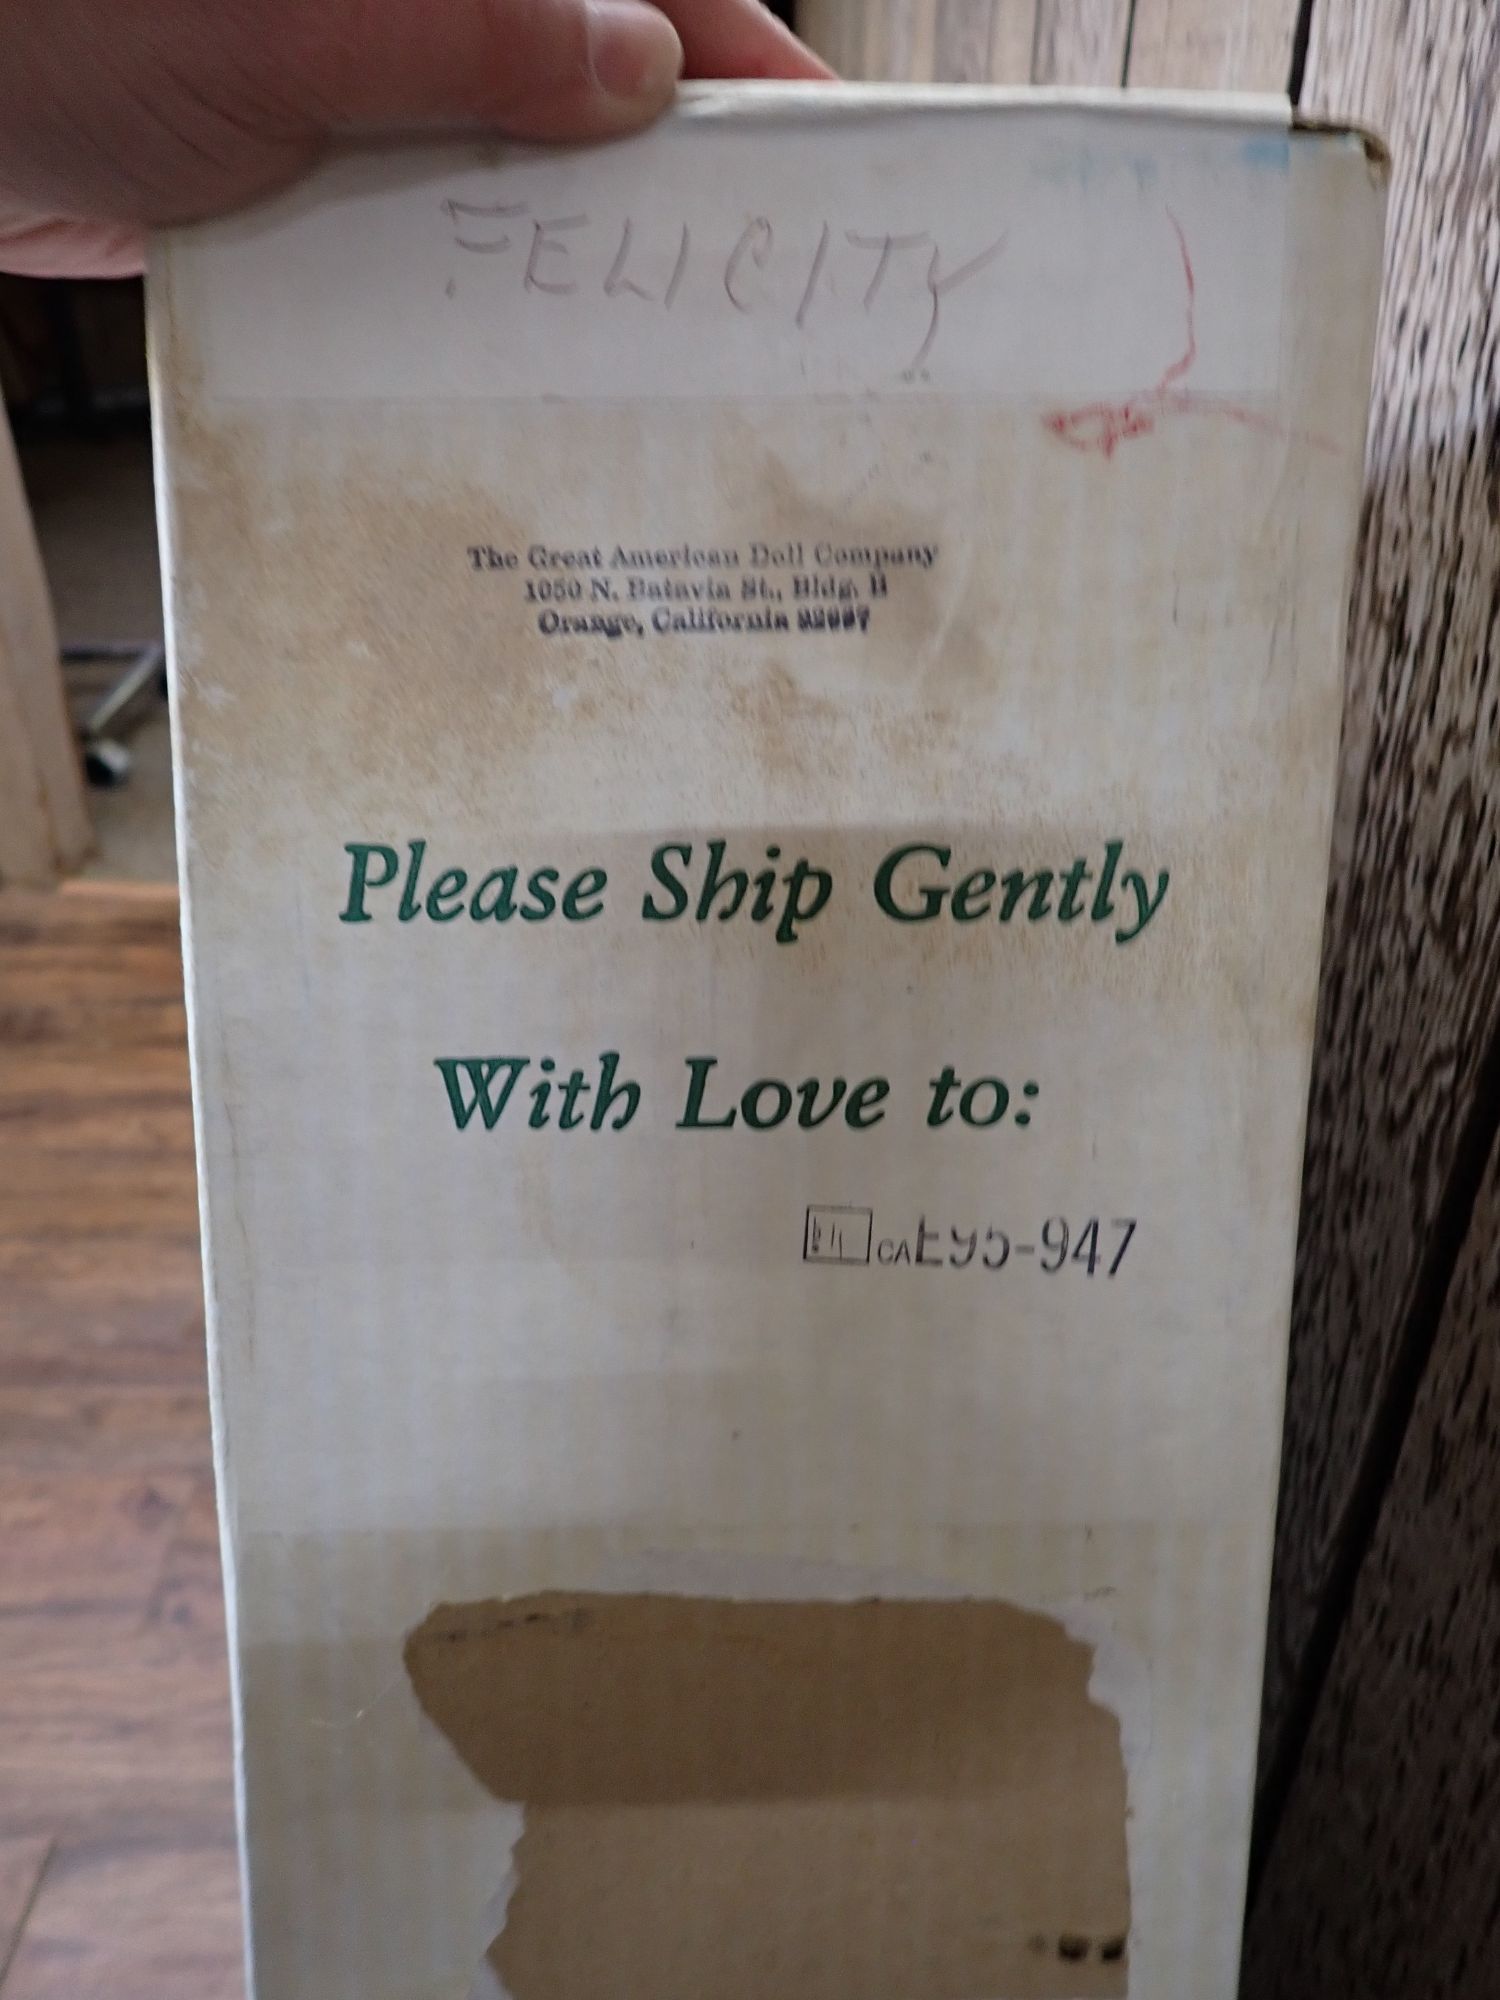 FELICITY
The Great American Doll Company
1050 N. Batavia St., Bldg. B
Orange, California
Please Ship Gently
With Love to:
CA E95-947